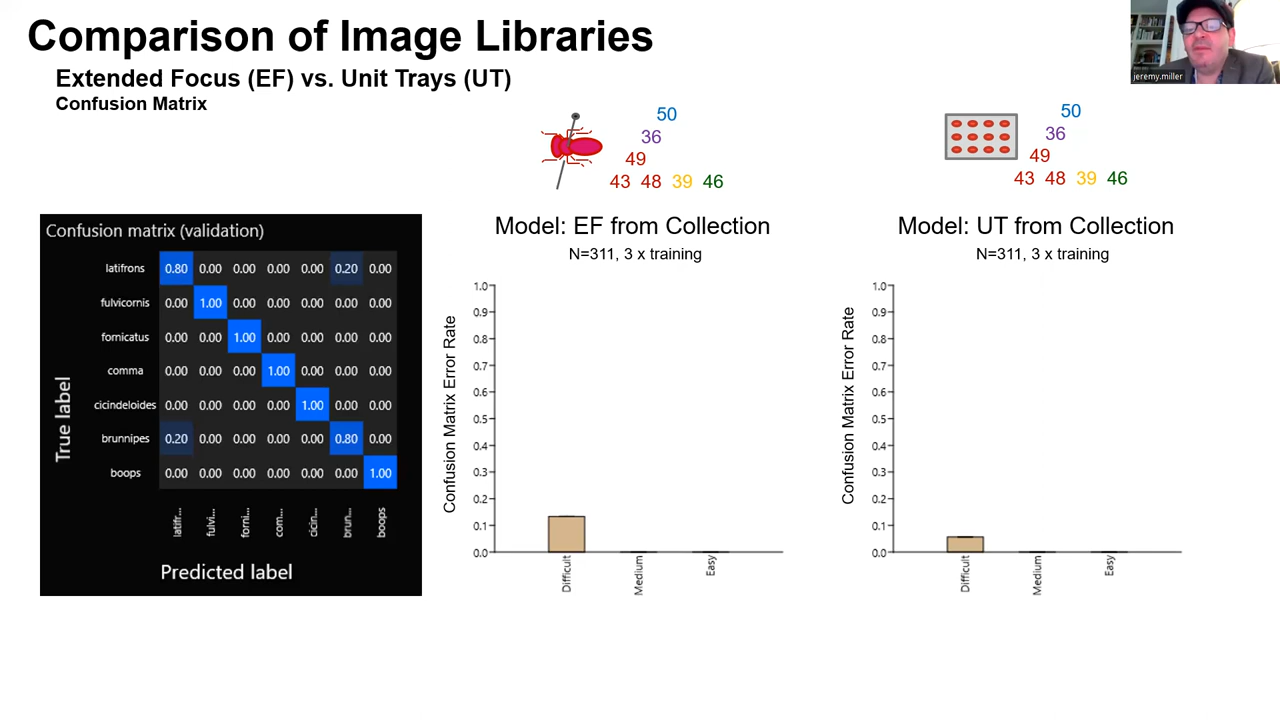 Comparison of Image Libraries
Extended Focus (EF) vs. Unit Trays (UT)
Confusion Matrix
jeremy.miller
50
36
49
43 48 39 46
50
36
49
43 48 39 46
Confusion matrix (validation)
True label
latifrons 0.80 0.00 0.00 0.00 0.00 0.20 0.00
fulvicornis 0.00 1.00 0.00 0.00 0.00 0.00 0.00
fornicatus 0.00 0.00 1.00 0.00 0.00 0.00 0.00
comma 0.00 0.00 0.00 1.00 0.00 0.00 0.00
cicindeloides 0.00 0.00 0.00 0.00 1.00 0.00 0.00
brunnipes 0.20 0.00 0.00 0.00 0.00 0.80 0.00
boops 0.00 0.00 0.00 0.00 0.00 0.00 1.00
latifr... fulvi... forni... com... cicin... brun... boops
Predicted label
Model: EF from Collection
N=311, 3 x training
Confusion Matrix Error Rate
1.0
0.9
0.8
0.7
0.6
0.5
0.4
0.3
0.2
0.1
0.0
Difficult Medium Easy
Model: UT from Collection
N=311, 3 x training
Confusion Matrix Error Rate
1.0
0.9
0.8
0.7
0.6
0.5
0.4
0.3
0.2
0.1
0.0
Difficult Medium Easy